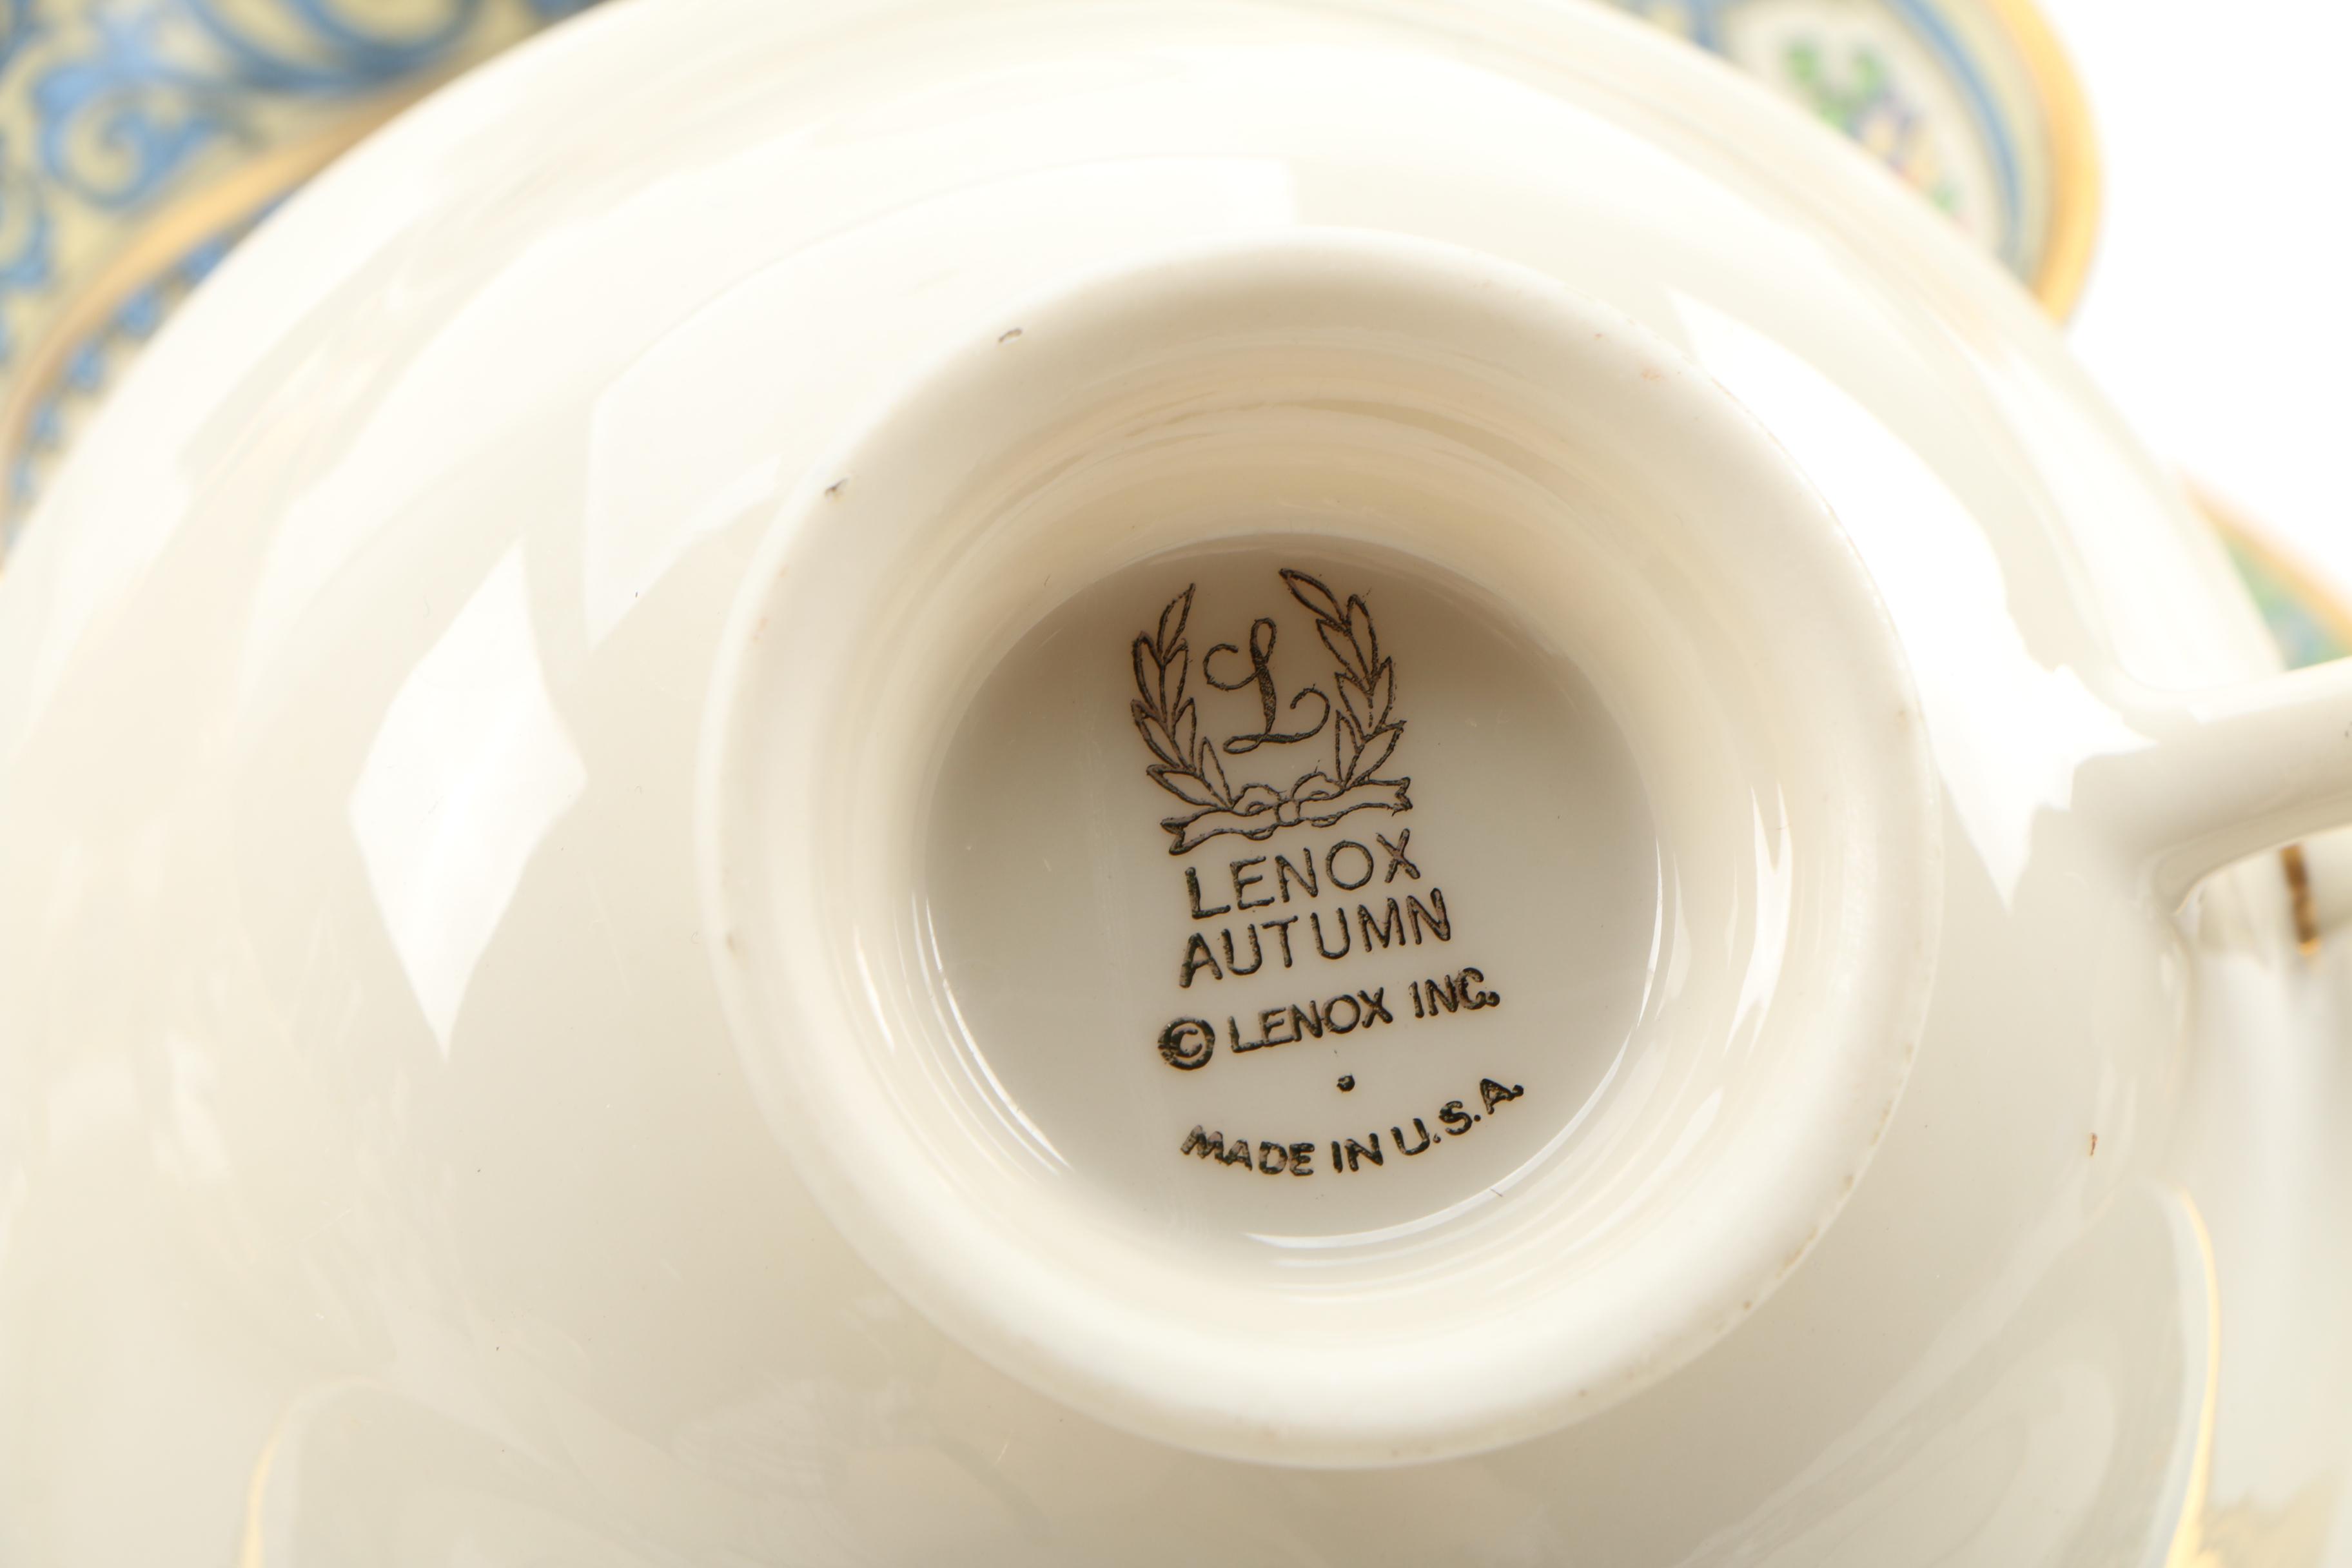 L
LENOX
AUTUMN
© LENOX INC.
MADE IN U.S.A.